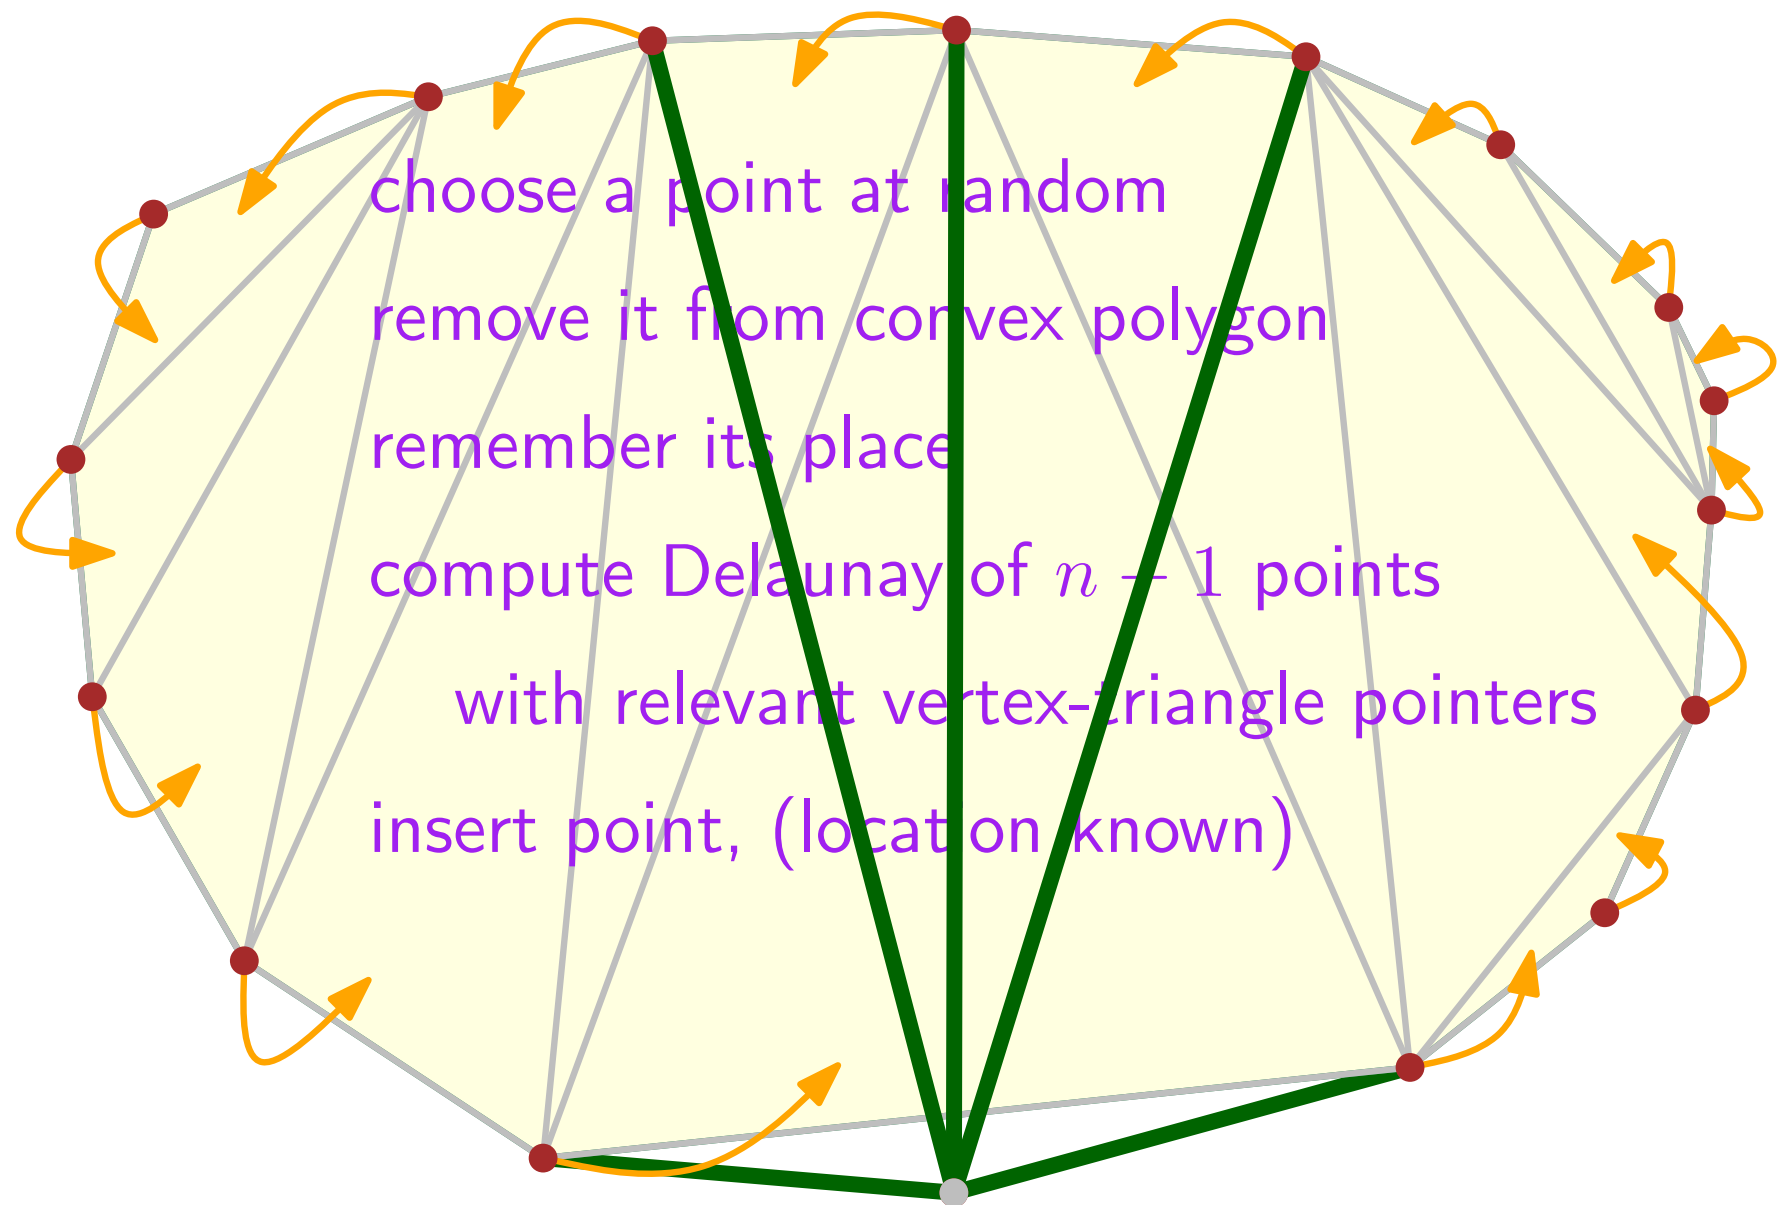 choose a point at random
remove it from convex polygon
remember its place
compute Delaunay of n − 1 points
with relevant vertex-triangle pointers
insert point, (location known)